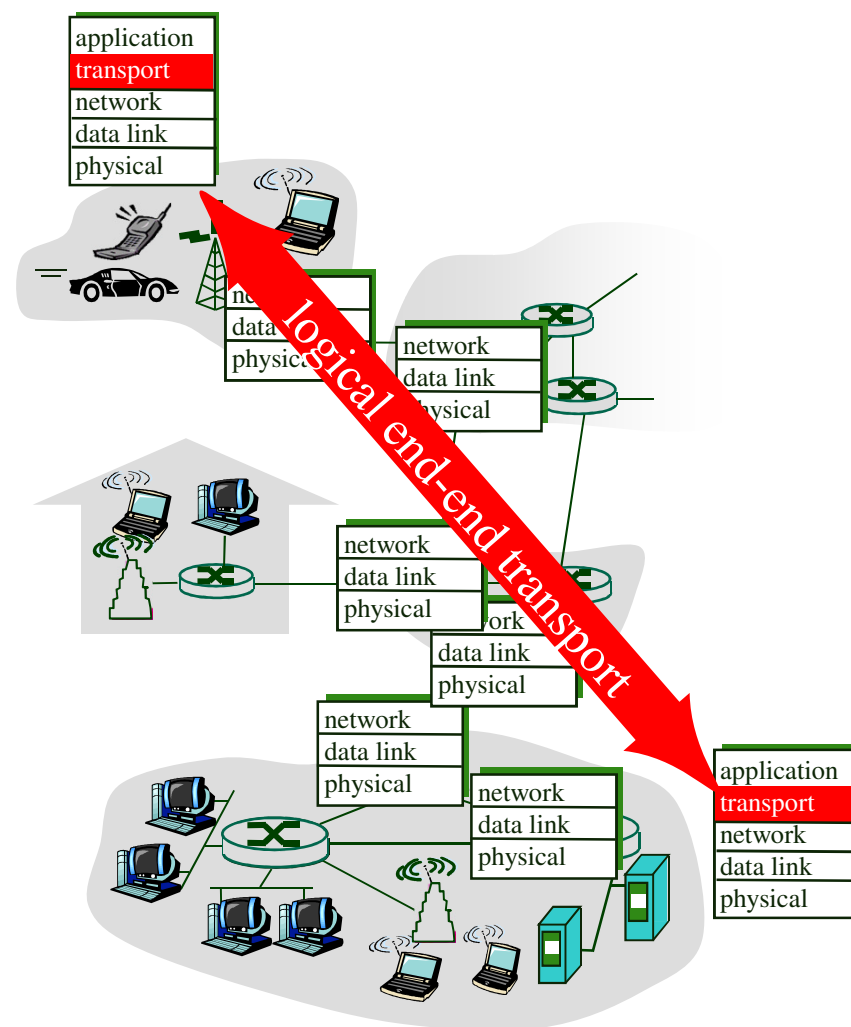 application
transport
network
data link
physical
data
physical
logical end-end transport
network
data link
physical
network
data link
physical
data link
physical
network
data link
physical
network
data link
physical
application
transport
network
data link
physical